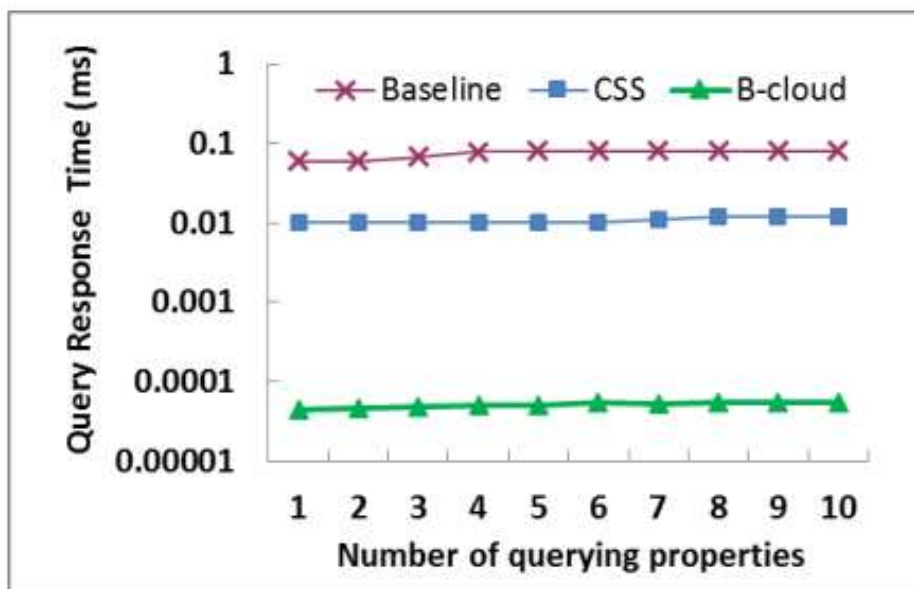 Query Response Time (ms)
1
Baseline CSS B-cloud
0.1
0.01
0.001
0.0001
0.00001
1 2 3 4 5 6 7 8 9 10
Number of querying properties